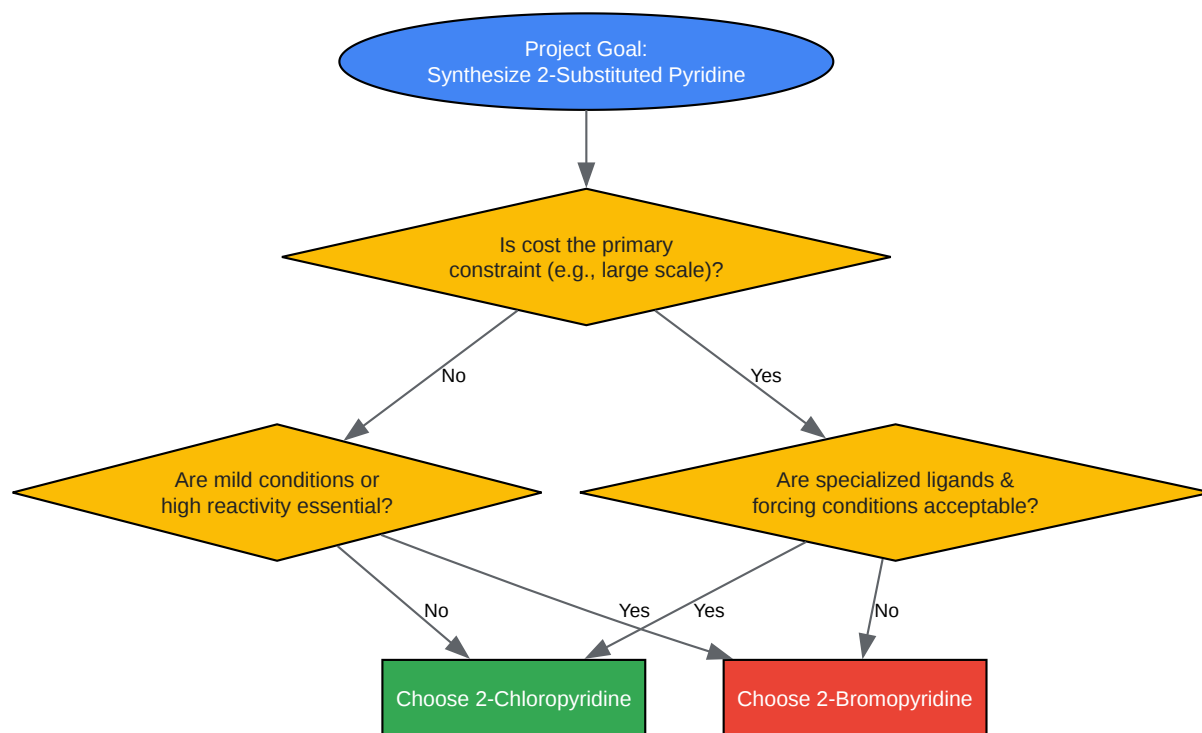 Project Goal:
Synthesize 2-Substituted Pyridine
Is cost the primary
constraint (e.g., large scale)?
No
Yes
Are mild conditions or
high reactivity essential?
Are specialized ligands &
forcing conditions acceptable?
No
Yes
Yes
No
Choose 2-Chloropyridine
Choose 2-Bromopyridine